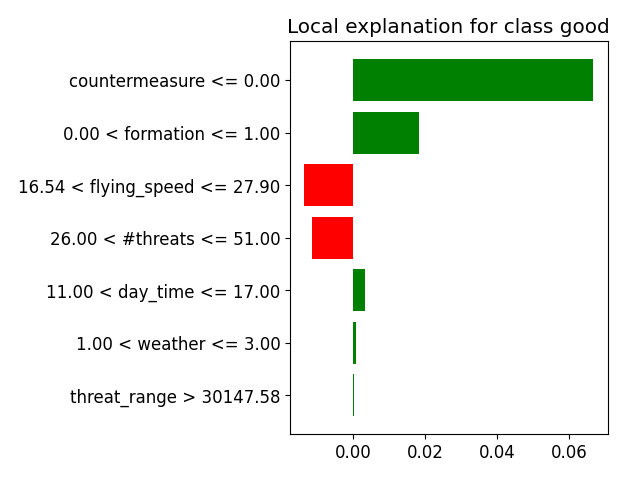 Local explanation for class good
countermeasure <= 0.00
0.00 < formation <= 1.00
16.54 < flying_speed <= 27.90
26.00 < #threats <= 51.00
11.00 < day_time <= 17.00
1.00 < weather <= 3.00
threat_range > 30147.58
0.00 0.02 0.04 0.06